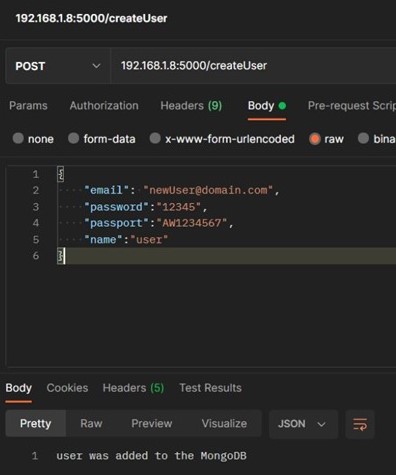 192.168.1.8:5000/createUser
POST 192.168.1.8:5000/createUser
Params Authorization Headers (9) Body Pre-request Scrip
none form-data x-www-form-urlencoded raw bina
1 {
2 "email": "newUser@domain.com",
3 "password":"12345",
4 "passport":"AW1234567",
5 "name":"user"
6 }
Body Cookies Headers (5) Test Results
Pretty Raw Preview Visualize JSON
1 user was added to the MongoDB